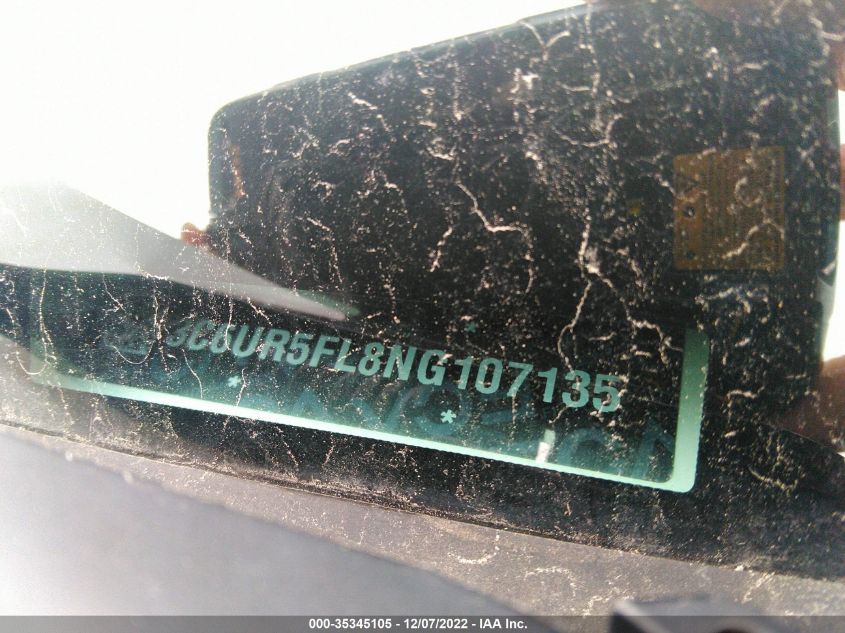 3C6UR5FL8NG107135
000-35345105 - 12/07/2022 - IAA Inc.